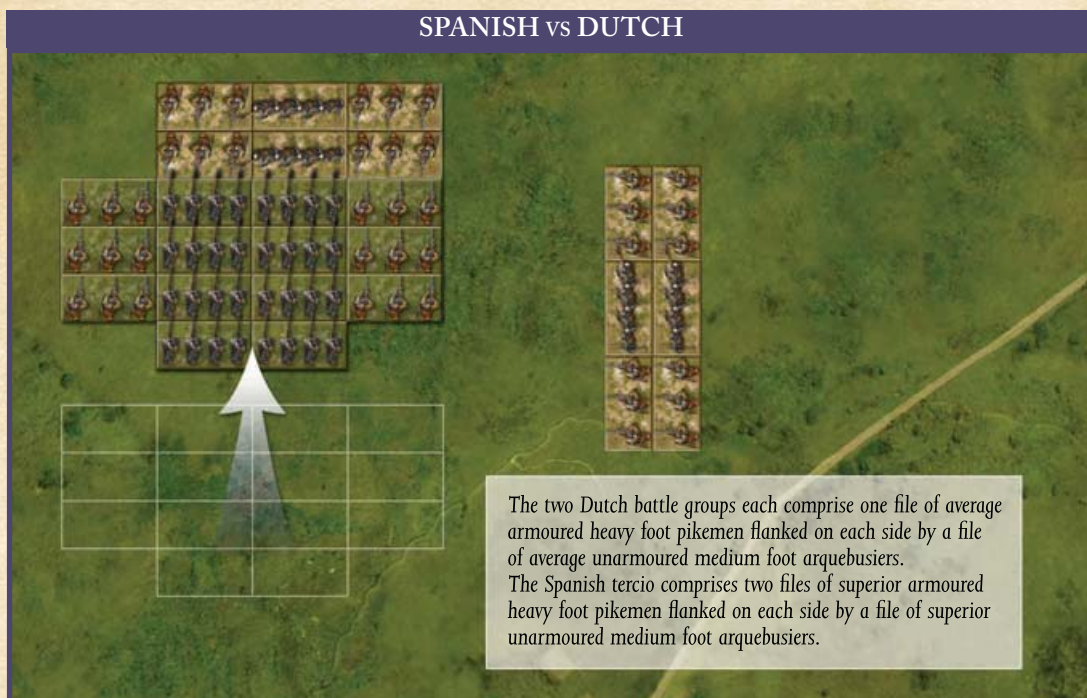 SPANISH VS DUTCH
The two Dutch battle groups each comprise one file of average
armoured heavy foot pikemen flanked on each side by a file
of average unarmoured medium foot arquebusiers.
The Spanish tercio comprises two files of superior armoured
heavy foot pikemen flanked on each side by a file of superior
unarmoured medium foot arquebusiers.